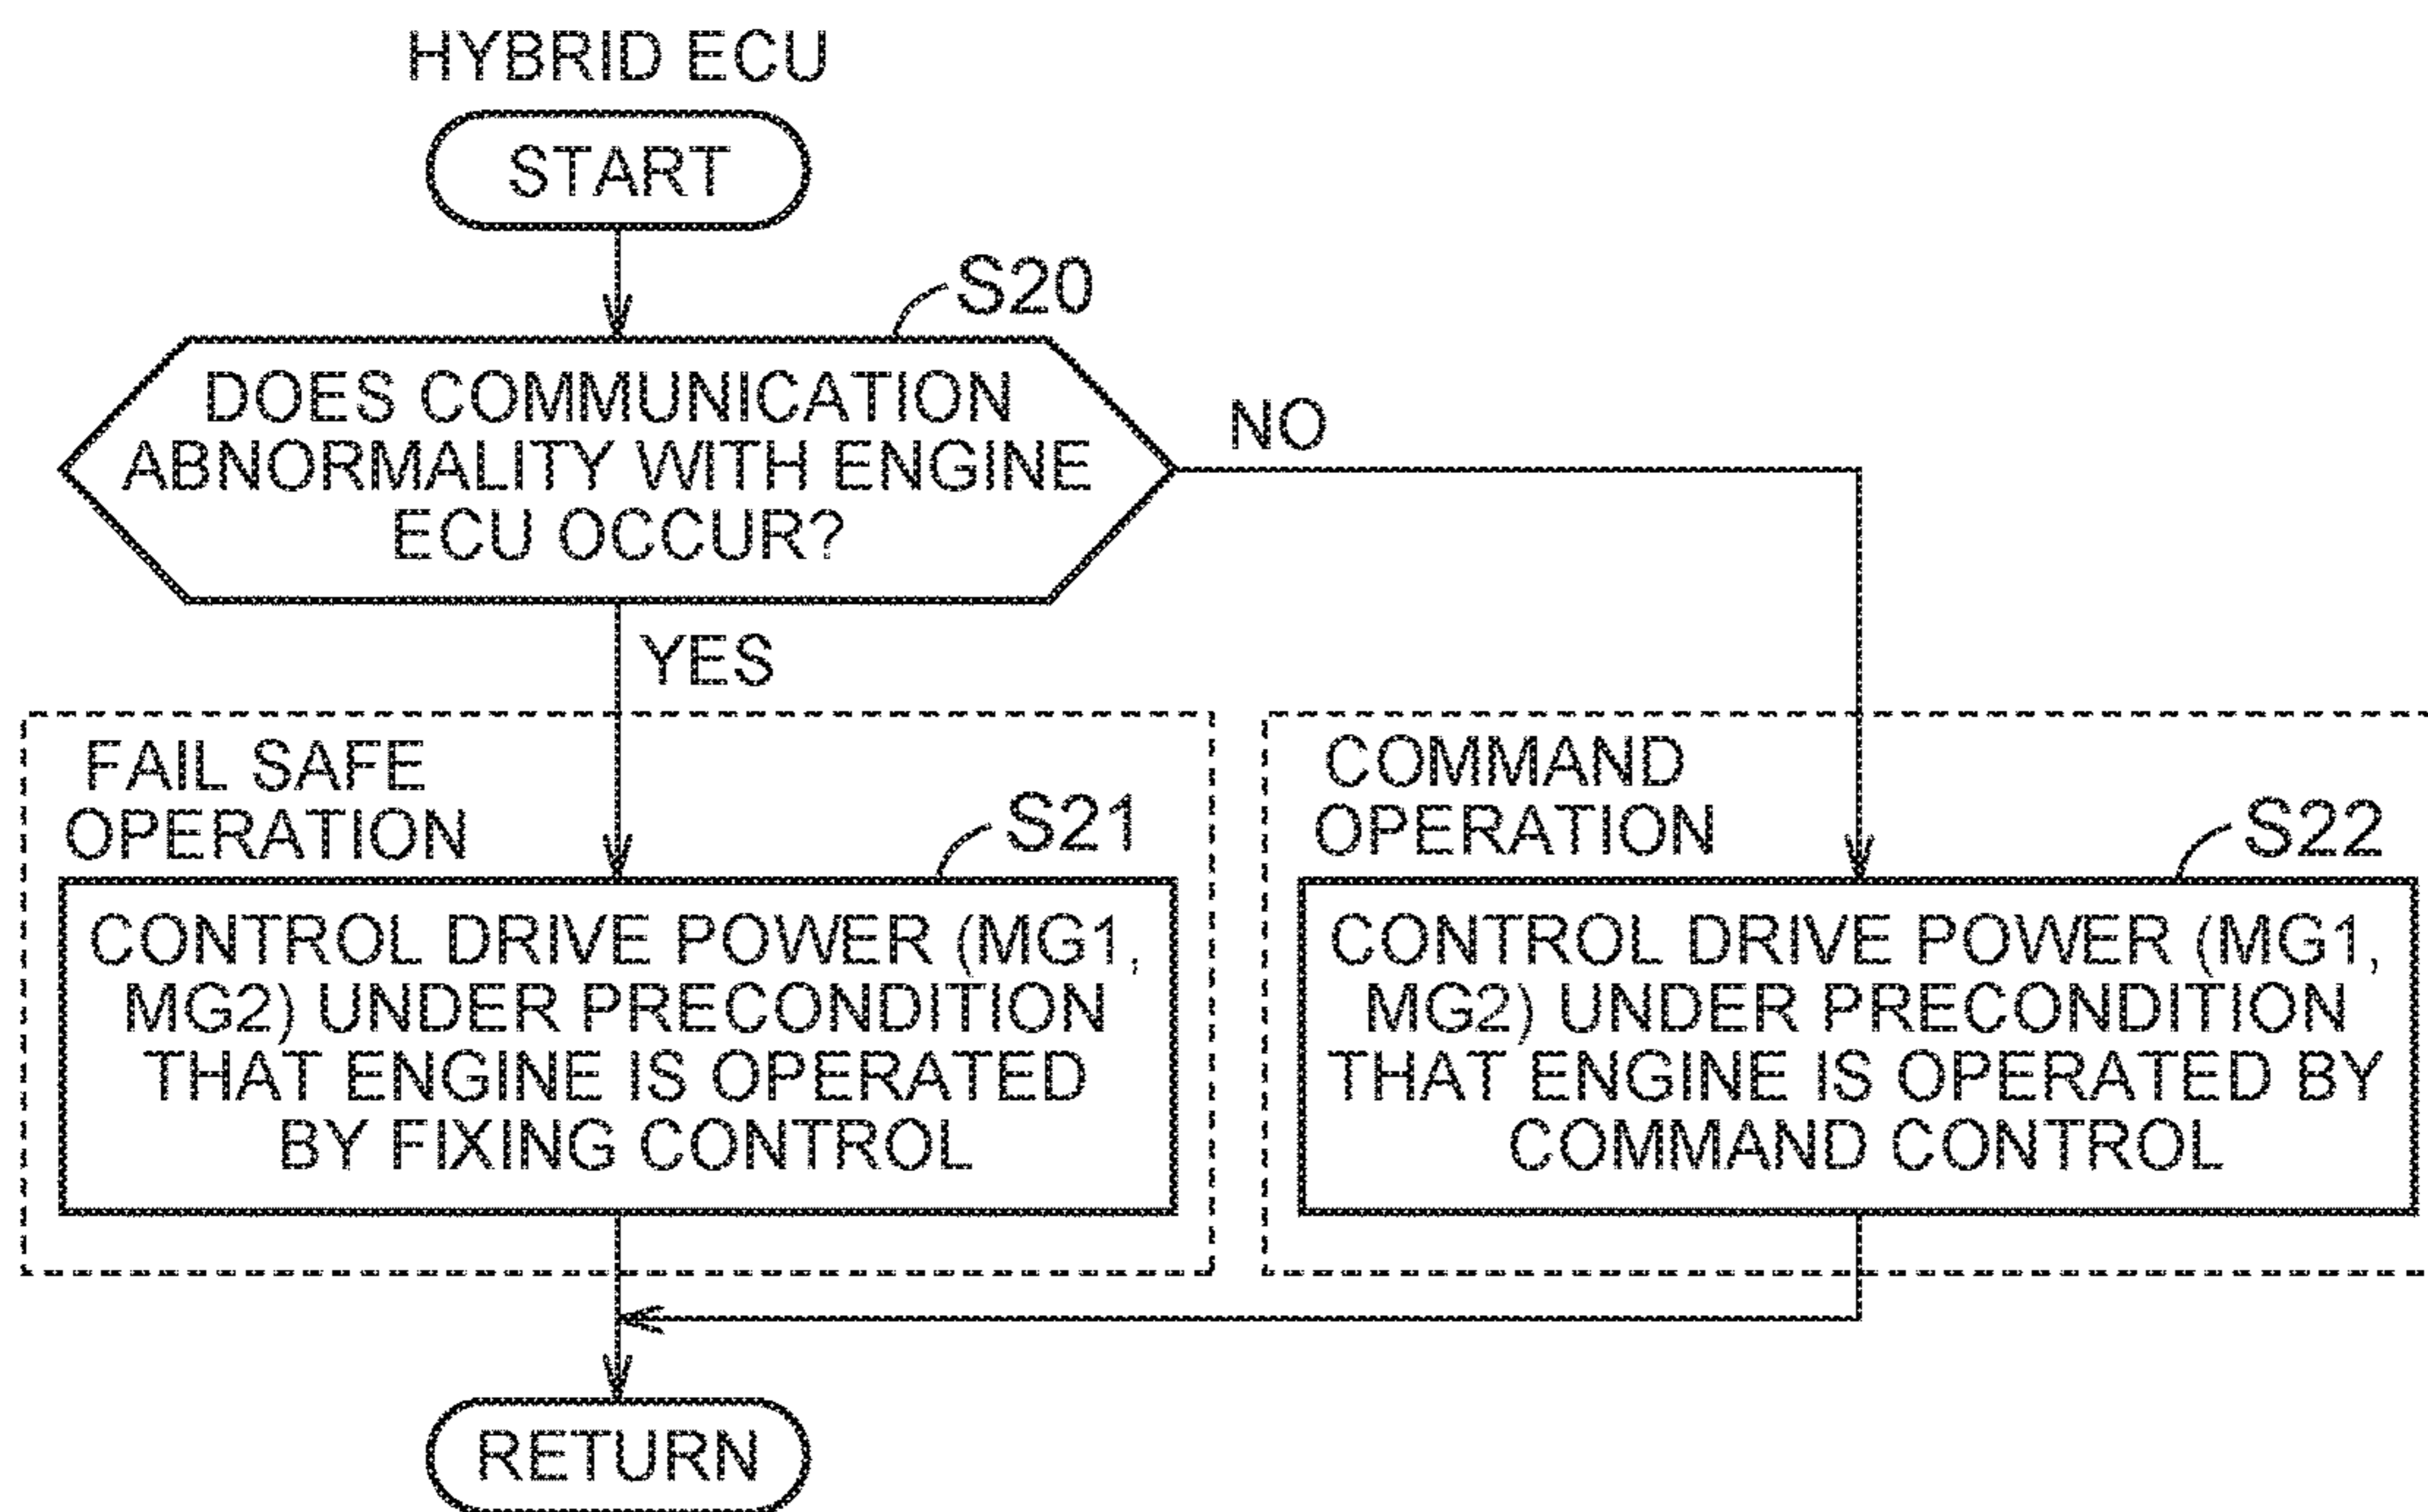 HYBRID ECU
START
S20
DOES COMMUNICATION
ABNORMALITY WITH ENGINE
ECU OCCUR?
NO
YES
FAIL SAFE
OPERATION
S21
CONTROL DRIVE POWER (MG1,
MG2) UNDER PRECONDITION
THAT ENGINE IS OPERATED
BY FIXING CONTROL
COMMAND
OPERATION
S22
CONTROL DRIVE POWER (MG1,
MG2) UNDER PRECONDITION
THAT ENGINE IS OPERATED BY
COMMAND CONTROL
RETURN